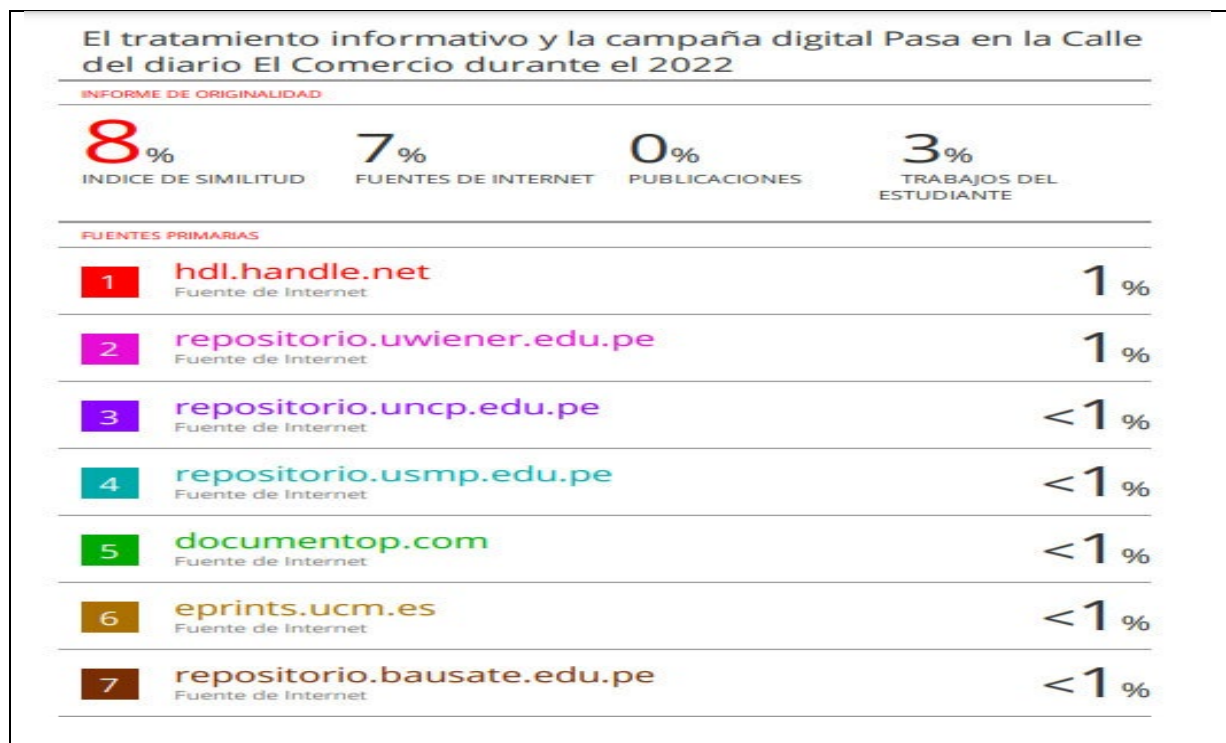 El tratamiento informativo y la campaña digital Pasa en la Calle
del diario El Comercio durante el 2022
INFORME DE ORIGINALIDAD
8% 7% 0% 3%
INDICE DE SIMILITUD FUENTES DE INTERNET PUBLICACIONES TRABAJOS DEL
ESTUDIANTE
FUENTES PRIMARIAS
1 hdl.handle.net 1%
Fuente de Internet
2 repositorio.uwiener.edu.pe 1%
Fuente de Internet
3 repositorio.uncp.edu.pe <1%
Fuente de Internet
4 repositorio.usmp.edu.pe <1%
Fuente de Internet
5 documentop.com <1%
Fuente de Internet
6 eprints.ucm.es <1%
Fuente de Internet
7 repositorio.bausate.edu.pe <1%
Fuente de Internet